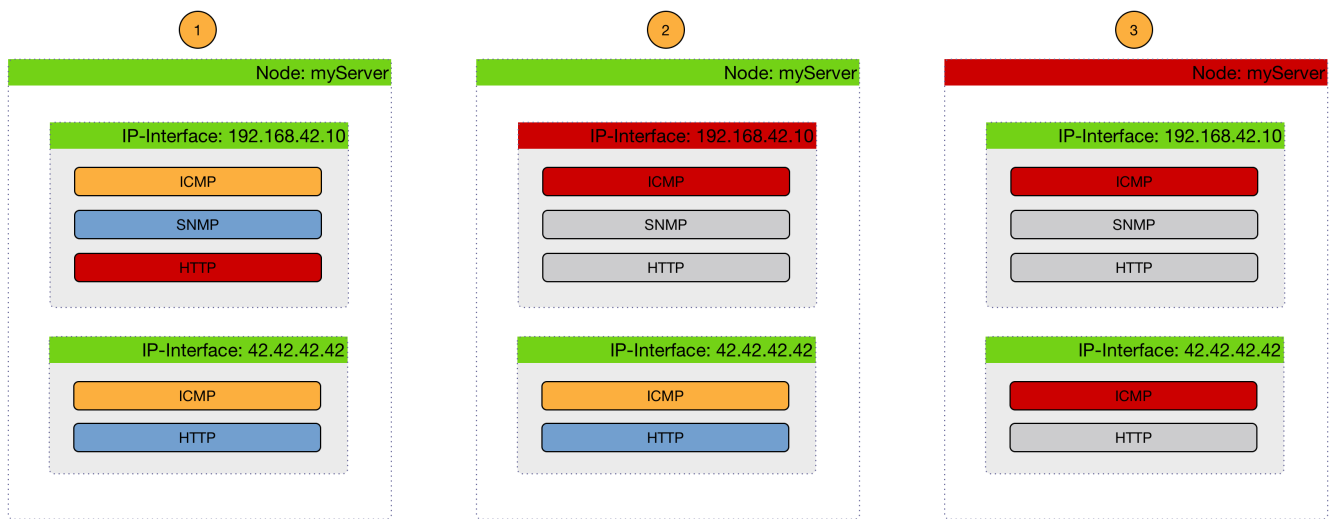 1
Node: myServer
IP-Interface: 192.168.42.10
ICMP
SNMP
HTTP
IP-Interface: 42.42.42.42
ICMP
HTTP
2
Node: myServer
IP-Interface: 192.168.42.10
ICMP
SNMP
HTTP
IP-Interface: 42.42.42.42
ICMP
HTTP
3
Node: myServer
IP-Interface: 192.168.42.10
ICMP
SNMP
HTTP
IP-Interface: 42.42.42.42
ICMP
HTTP